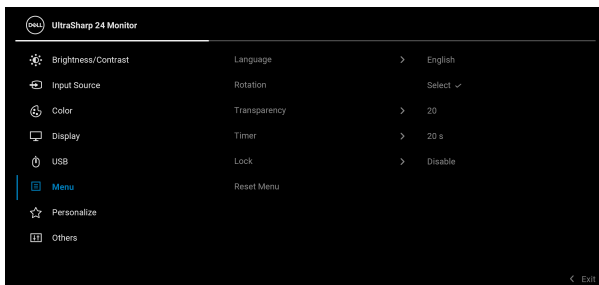 DELL UltraSharp 24 Monitor
Brightness/Contrast Language > English
Input Source Rotation Select ✓
Color Transparency > 20
Display Timer > 20 s
USB Lock > Disable
Menu Reset Menu
Personalize
Others
< Exit